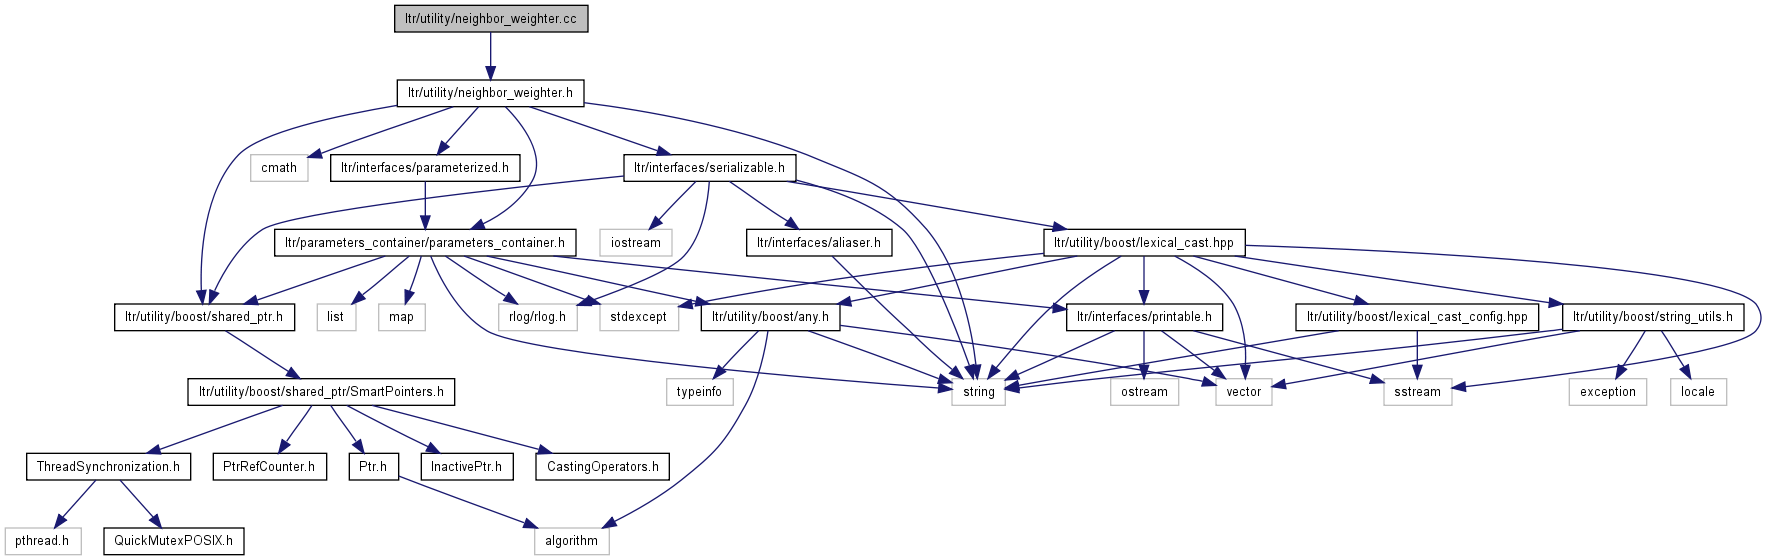 ltr/utility/neighbor_weighter.cc
ltr/utility/neighbor_weighter.h
cmath
ltr/interfaces/parameterized.h
ltr/interfaces/serializable.h
ltr/parameters_container/parameters_container.h
iostream
ltr/interfaces/aliaser.h
ltr/utility/boost/lexical_cast.hpp
ltr/utility/boost/shared_ptr.h
list
map
rlog/rlog.h
stdexcept
ltr/utility/boost/any.h
ltr/interfaces/printable.h
ltr/utility/boost/lexical_cast_config.hpp
ltr/utility/boost/string_utils.h
ltr/utility/boost/shared_ptr/SmartPointers.h
typeinfo
string
ostream
vector
sstream
exception
locale
ThreadSynchronization.h
PtrRefCounter.h
Ptr.h
InactivePtr.h
CastingOperators.h
pthread.h
QuickMutexPOSIX.h
algorithm